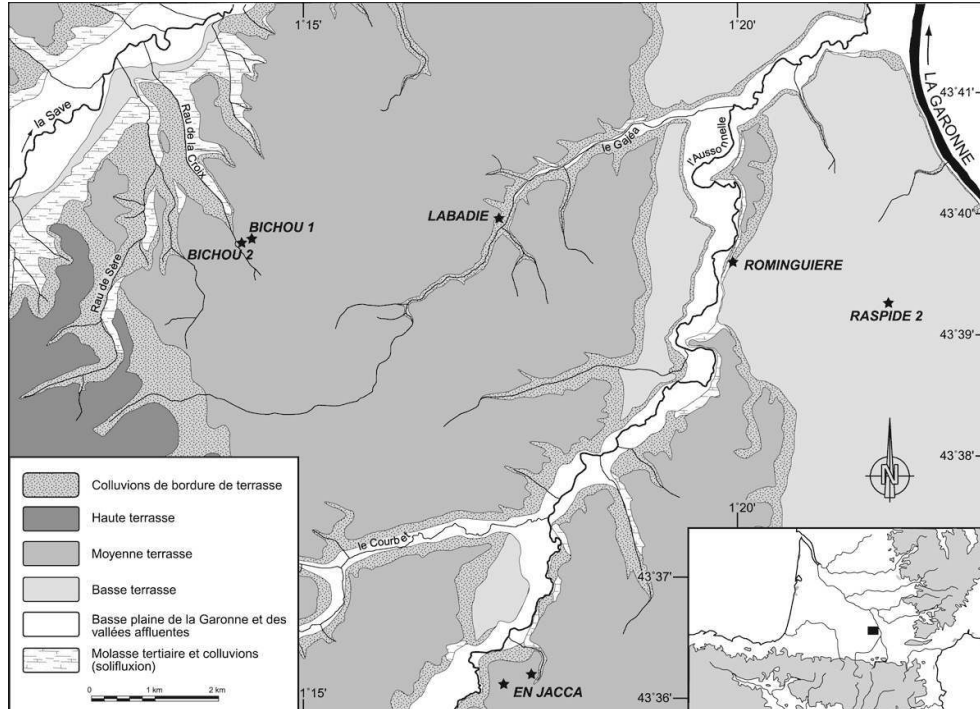 1°15'
1°20'
LA GARONNE
43°41'
la Save
Rau de la Croix
le Gajéa
l'Aussonnelle
43°40'
LABADIE
BICHOU 1
BICHOU 2
ROMINGUIERE
Rau de Sère
RASPIDE 2
43°39'
43°38'
N
Colluvions de bordure de terrasse
Haute terrasse
Moyenne terrasse
Basse terrasse
Basse plaine de la Garonne et des
vallées affluentes
Molasse tertiaire et colluvions
(solifluxion)
0 1 km 2 km
le Courbet
1°20'
43°37'
EN JACCA
1°15'
43°36'